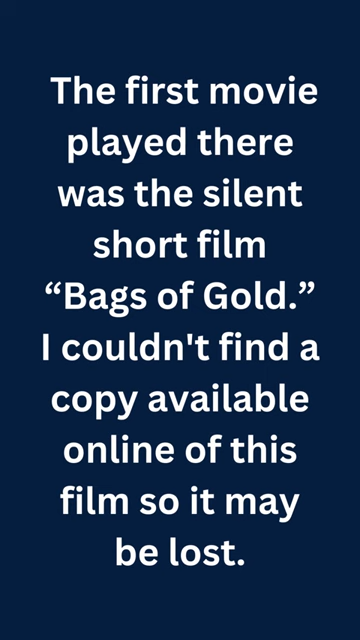 The first movie
played there
was the silent
short film
“Bags of Gold.”
I couldn't find a
copy available
online of this
film so it may
be lost.